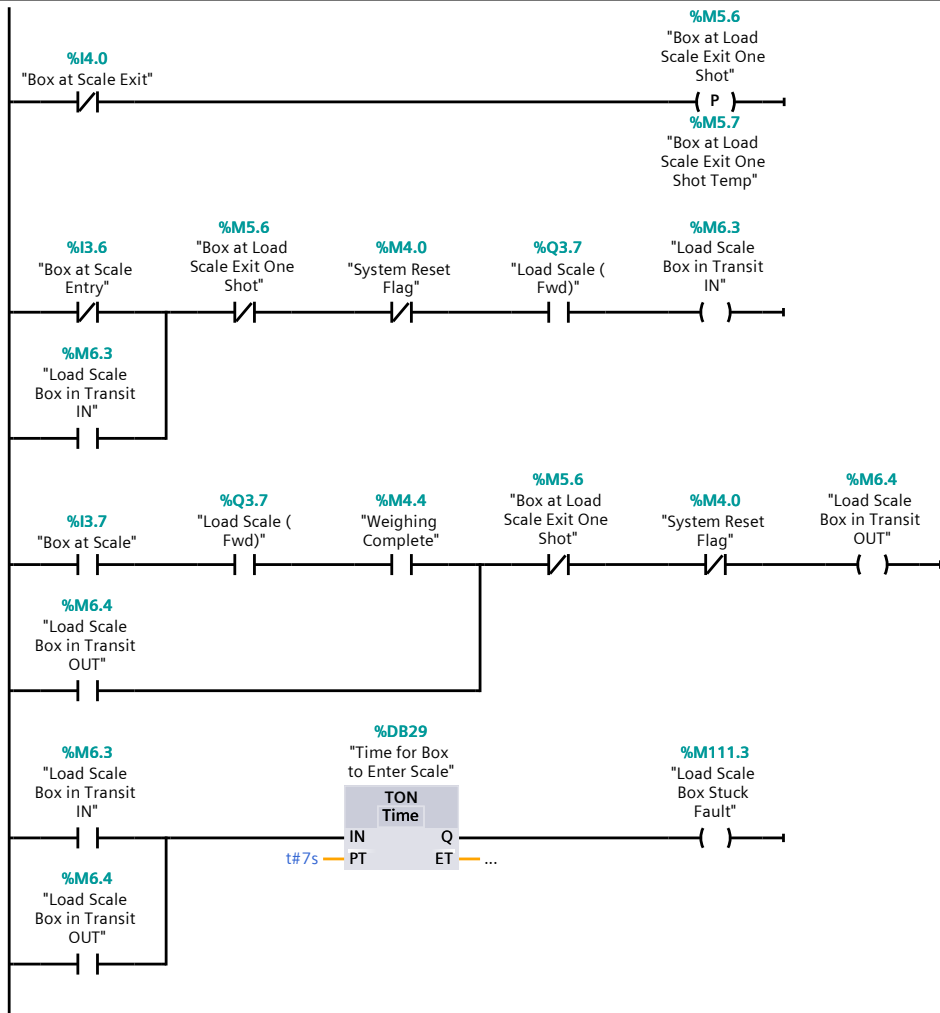 %M5.6
"Box at Load
Scale Exit One
Shot"
%I4.0
"Box at Scale Exit"
P
%M5.7
"Box at Load
Scale Exit One
Shot Temp"
%I3.6
"Box at Scale
Entry"
%M5.6
"Box at Load
Scale Exit One
Shot"
%M4.0
"System Reset
Flag"
%Q3.7
"Load Scale (
Fwd)"
%M6.3
"Load Scale
Box in Transit
IN"
%M6.3
"Load Scale
Box in Transit
IN"
%I3.7
"Box at Scale"
%Q3.7
"Load Scale (
Fwd)"
%M4.4
"Weighing
Complete"
%M5.6
"Box at Load
Scale Exit One
Shot"
%M4.0
"System Reset
Flag"
%M6.4
"Load Scale
Box in Transit
OUT"
%M6.4
"Load Scale
Box in Transit
OUT"
%M6.3
"Load Scale
Box in Transit
IN"
%DB29
"Time for Box
to Enter Scale"
TON
Time
IN Q
t#7s PT ET ...
%M111.3
"Load Scale
Box Stuck
Fault"
%M6.4
"Load Scale
Box in Transit
OUT"